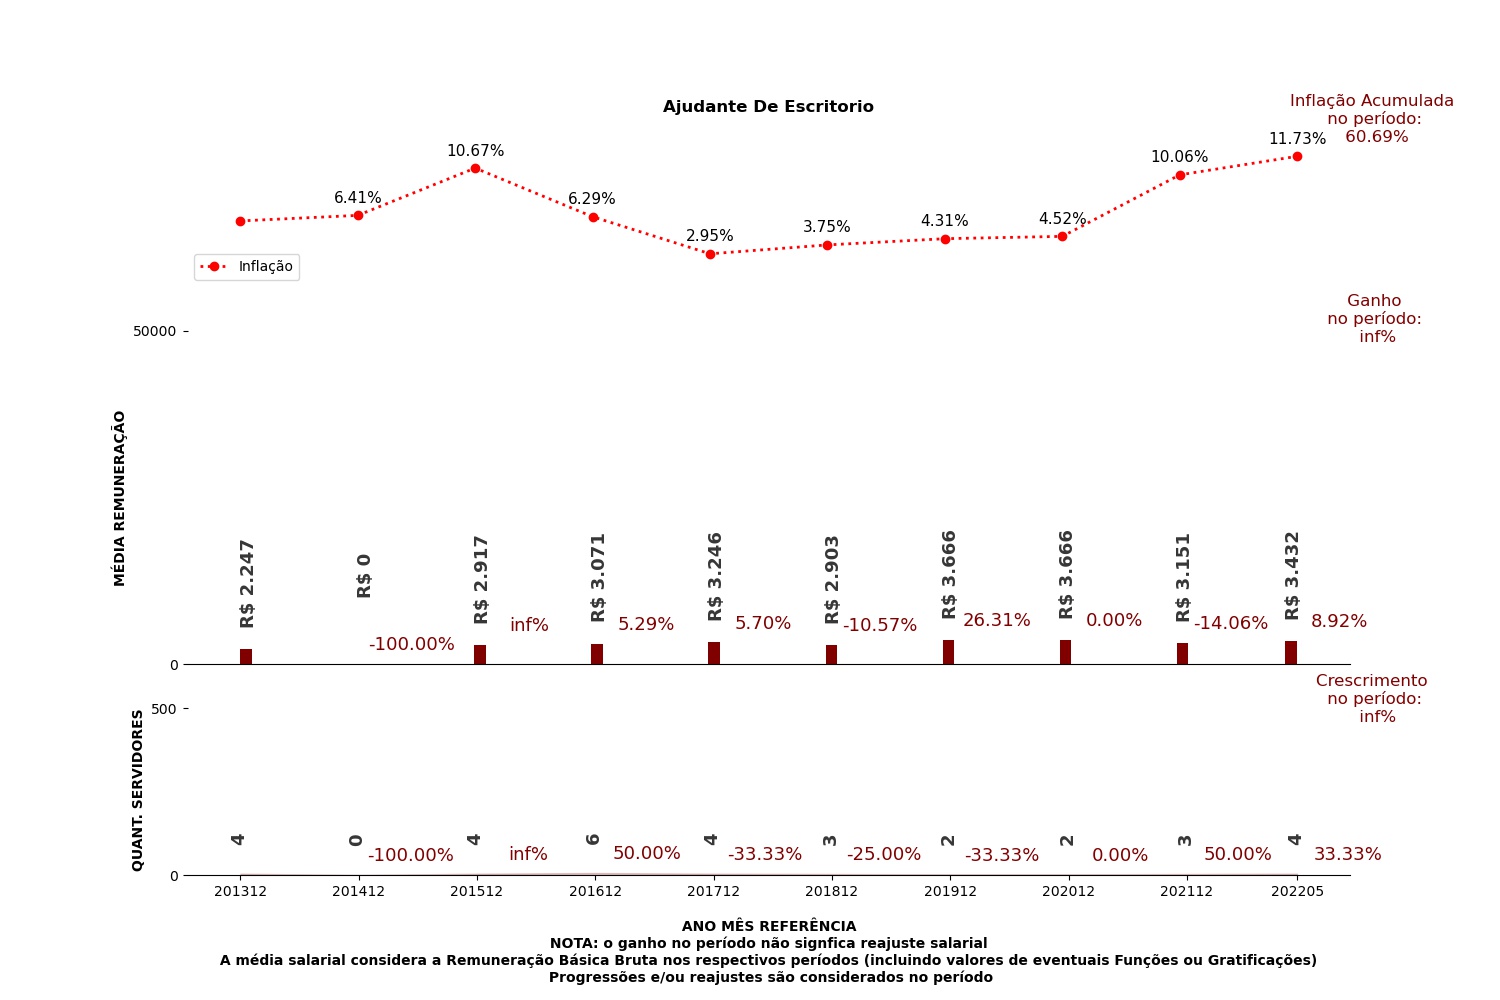 Ajudante De Escritorio
Inflação Acumulada
no período:
60.69%
6.41%
10.67%
6.29%
2.95%
3.75%
4.31%
4.52%
10.06%
11.73%
Inflação
Ganho
no período:
inf%
50000
0
MÉDIA REMUNERAÇÃO
R$ 2.247
R$ 0
R$ 2.917
R$ 3.071
R$ 3.246
R$ 2.903
R$ 3.666
R$ 3.666
R$ 3.151
R$ 3.432
-100.00%
inf%
5.29%
5.70%
-10.57%
26.31%
0.00%
-14.06%
8.92%
Crescrimento
no período:
inf%
500
0
QUANT. SERVIDORES
4
0
4
6
4
3
2
2
3
4
-100.00%
inf%
50.00%
-33.33%
-25.00%
-33.33%
0.00%
50.00%
33.33%
201312
201412
201512
201612
201712
201812
201912
202012
202112
202205
ANO MÊS REFERÊNCIA
NOTA: o ganho no período não signfica reajuste salarial
A média salarial considera a Remuneração Básica Bruta nos respectivos períodos (incluindo valores de eventuais Funções ou Gratificações)
Progressões e/ou reajustes são considerados no período